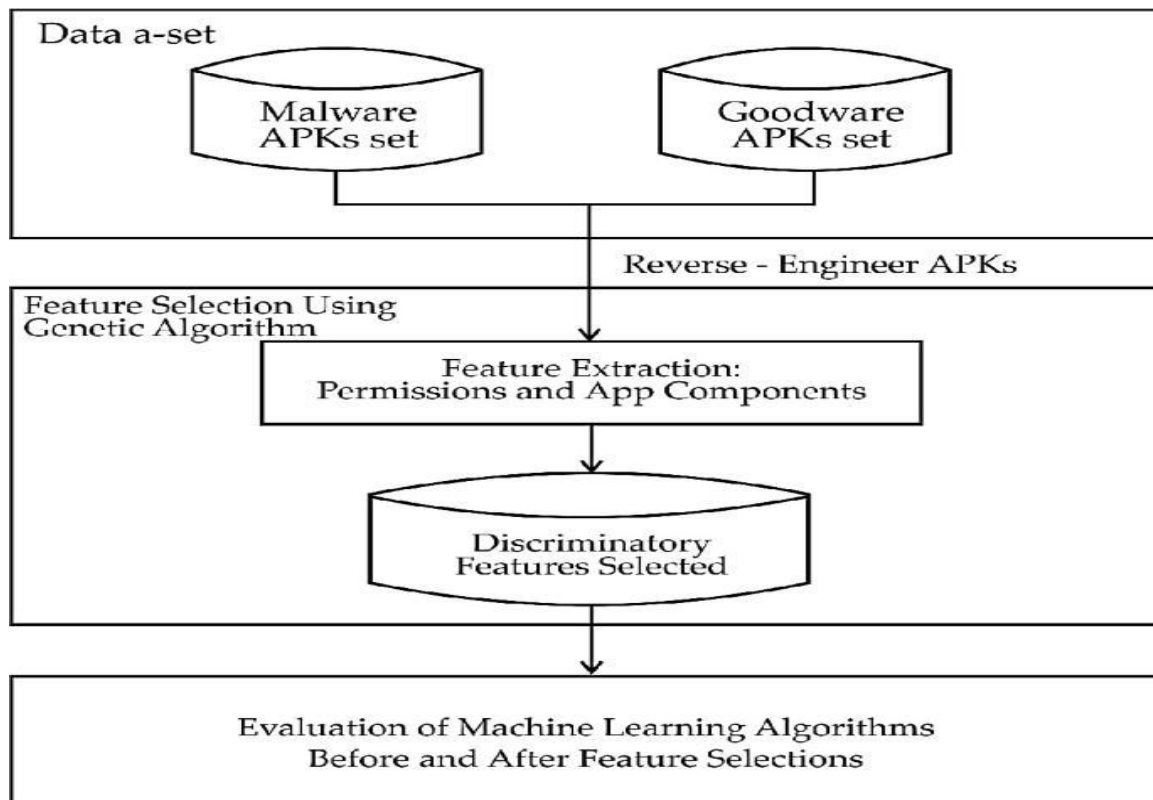 Data a-set
Malware
APKs set
Goodware
APKs set
Reverse - Engineer APKs
Feature Selection Using
Genetic Algorithm
Feature Extraction:
Permissions and App Components
Discriminatory
Features Selected
Evaluation of Machine Learning Algorithms
Before and After Feature Selections